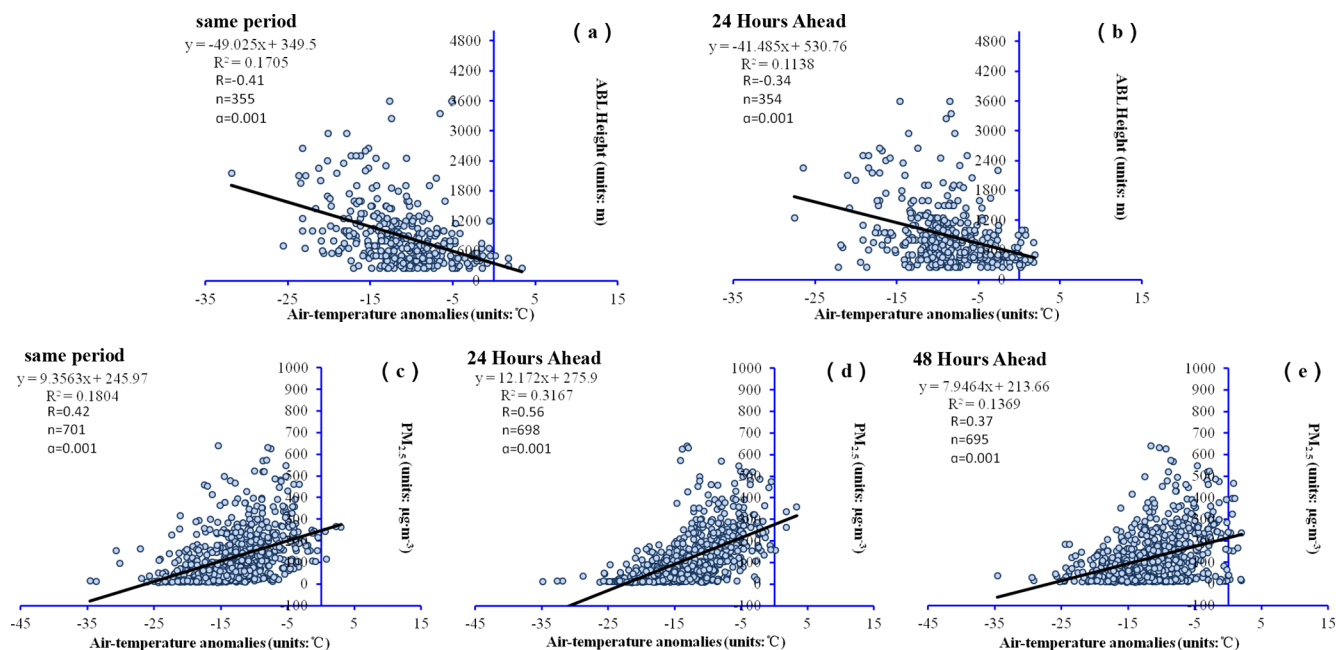 same period
y = -49.025x + 349.5
R² = 0.1705
R=-0.41
n=355
α=0.001
( a )
4800
4200
3600
3000
2400
1800
1200
600
0
ABL Height (units: m)
-35 -25 -15 -5 5 15
Air-temperature anomalies (units: ℃)
24 Hours Ahead
y = -41.485x + 530.76
R² = 0.1138
R=-0.34
n=354
α=0.001
( b )
4800
4200
3600
3000
2400
1800
1200
600
0
ABL Height (units: m)
-35 -25 -15 -5 5 15
Air-temperature anomalies (units: ℃)
same period
y = 9.3563x + 245.97
R² = 0.1804
R=0.42
n=701
α=0.001
( c )
1000
900
800
700
600
500
400
300
200
100
0
-100
PM₂.₅ (units: μg·m⁻³)
-45 -35 -25 -15 -5 5 15
Air-temperature anomalies (units: ℃)
24 Hours Ahead
y = 12.172x + 275.9
R² = 0.3167
R=0.56
n=698
α=0.001
( d )
1000
900
800
700
600
500
400
300
200
100
0
-100
PM₂.₅ (units: μg·m⁻³)
-45 -35 -25 -15 -5 5 15
Air-temperature anomalies (units: ℃)
48 Hours Ahead
y = 7.9464x + 213.66
R² = 0.1369
R=0.37
n=695
α=0.001
( e )
1000
900
800
700
600
500
400
300
200
100
0
-100
PM₂.₅ (units: μg·m⁻³)
-45 -35 -25 -15 -5 5 15
Air-temperature anomalies (units: ℃)